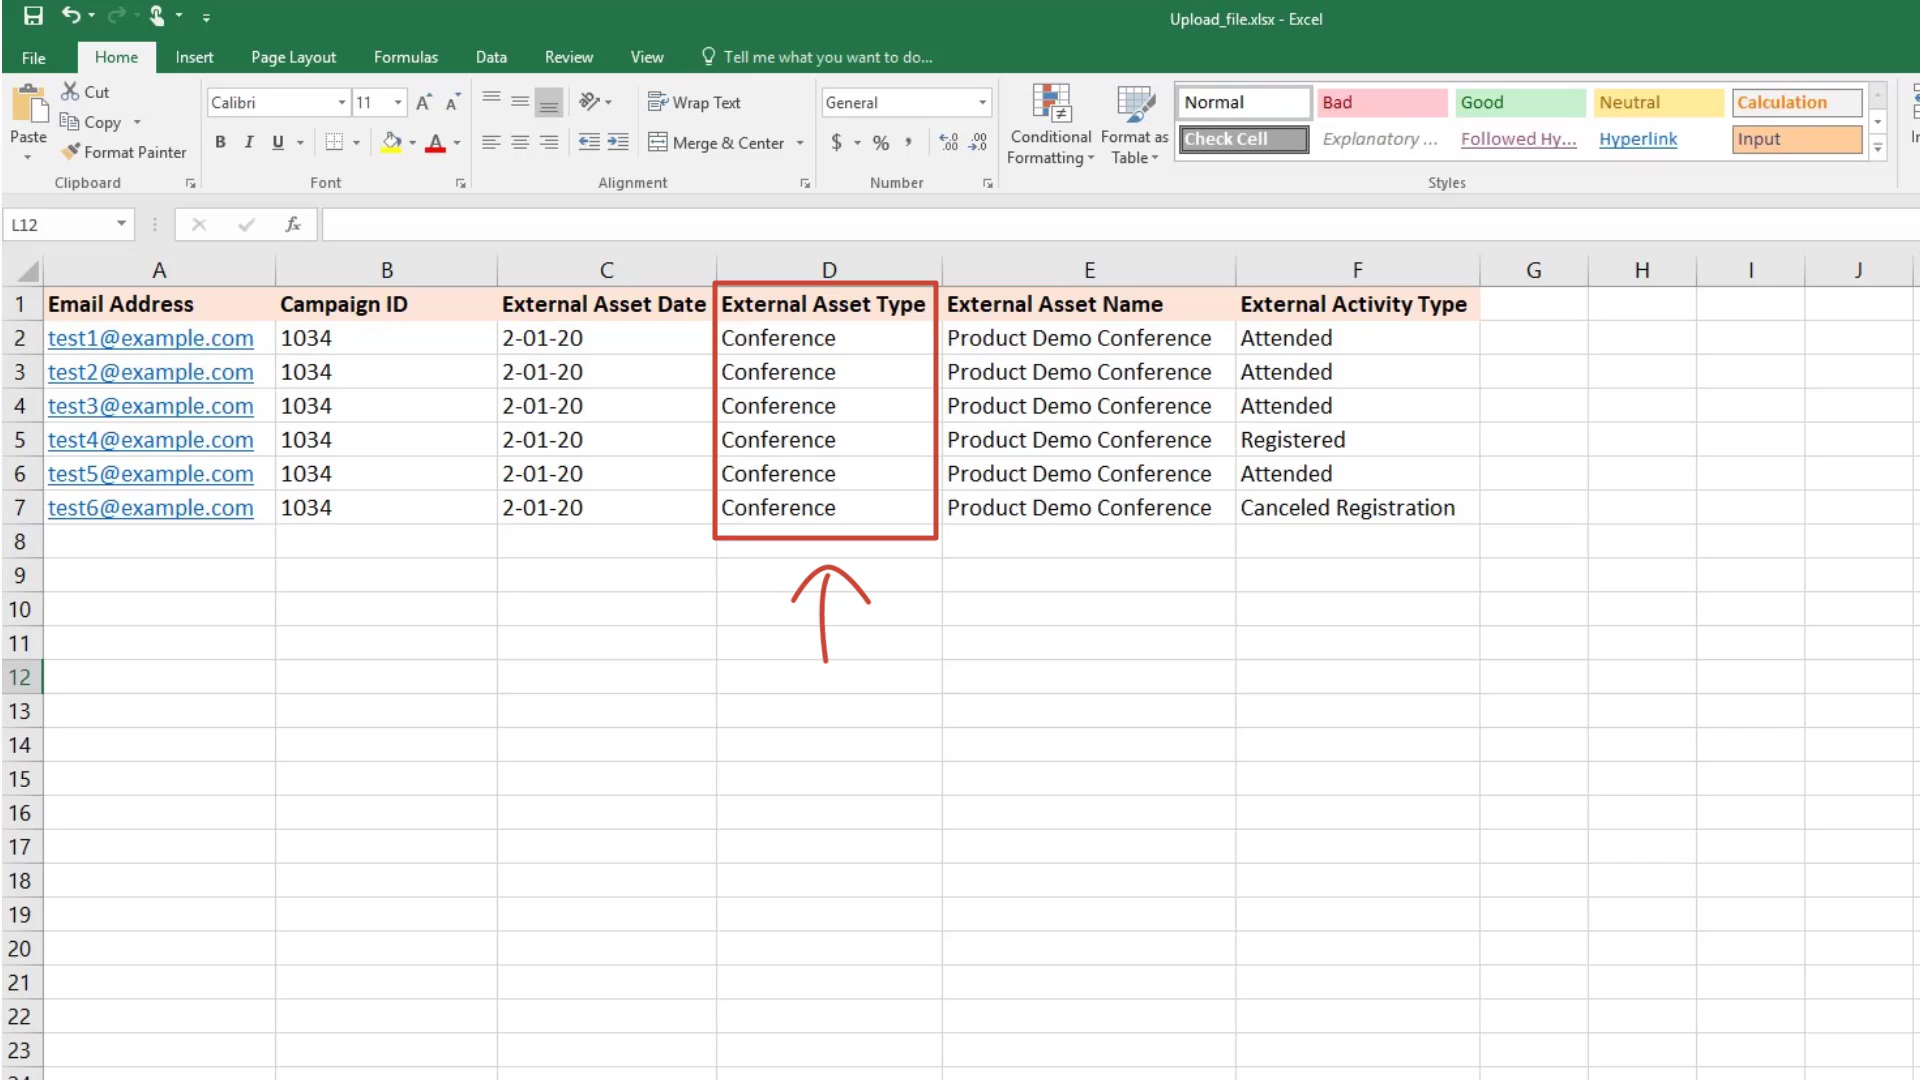 Upload_file.xlsx - Excel
File Home Insert Page Layout Formulas Data Review View Tell me what you want to do...
Paste Cut Copy Format Painter Clipboard
Calibri 11 A A B I U A Font
Wrap Text Merge & Center Alignment
General $ % , .0 .00 .00 .0 Number
Conditional Formatting Format as Table
Normal Bad Good Neutral Calculation
Check Cell Explanatory ... Followed Hy... Hyperlink Input
Styles
L12 fx
A B C D E F G H I J
1 Email Address Campaign ID External Asset Date External Asset Type External Asset Name External Activity Type
2 test1@example.com 1034 2-01-20 Conference Product Demo Conference Attended
3 test2@example.com 1034 2-01-20 Conference Product Demo Conference Attended
4 test3@example.com 1034 2-01-20 Conference Product Demo Conference Attended
5 test4@example.com 1034 2-01-20 Conference Product Demo Conference Registered
6 test5@example.com 1034 2-01-20 Conference Product Demo Conference Attended
7 test6@example.com 1034 2-01-20 Conference Product Demo Conference Canceled Registration
8
9
10
11
12
13
14
15
16
17
18
19
20
21
22
23